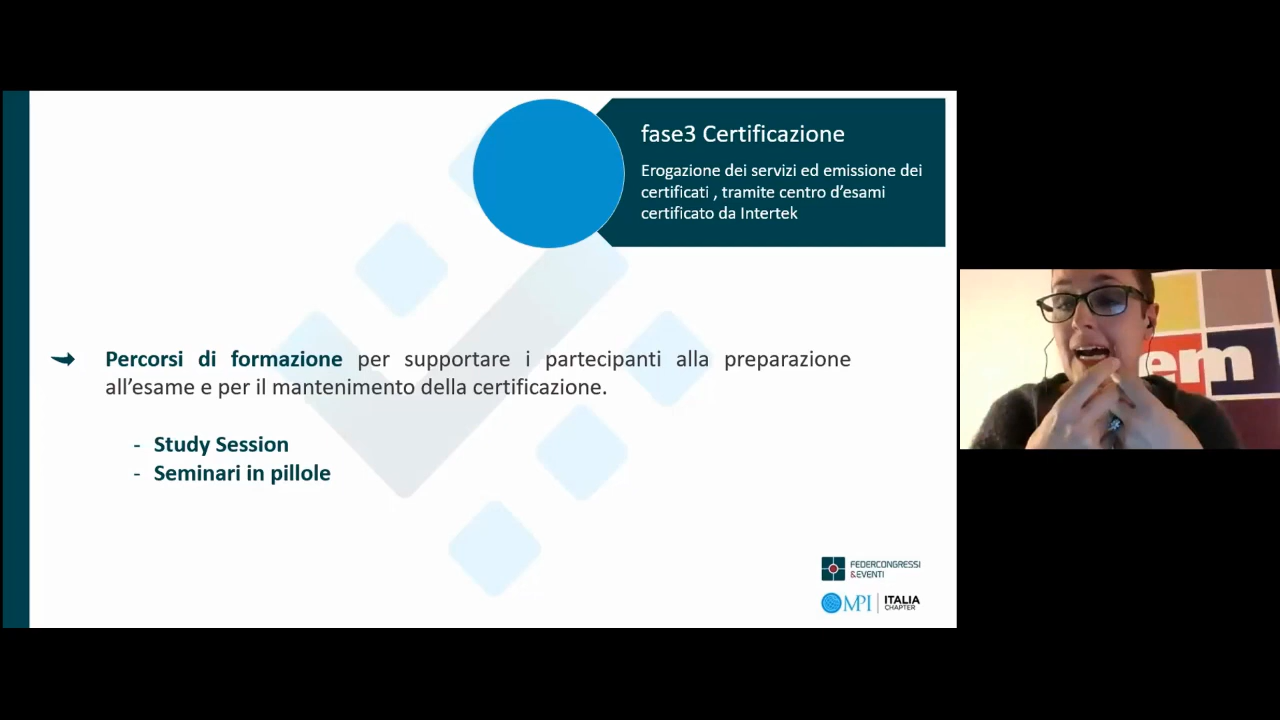 fase3 Certificazione
Erogazione dei servizi ed emissione dei
certificati , tramite centro d'esami
certificato da Intertek
Percorsi di formazione per supportare i partecipanti alla preparazione
all'esame e per il mantenimento della certificazione.
- Study Session
- Seminari in pillole
FEDERCONGRESSI
&EVENTI
MPI | ITALIA
CHAPTER
em